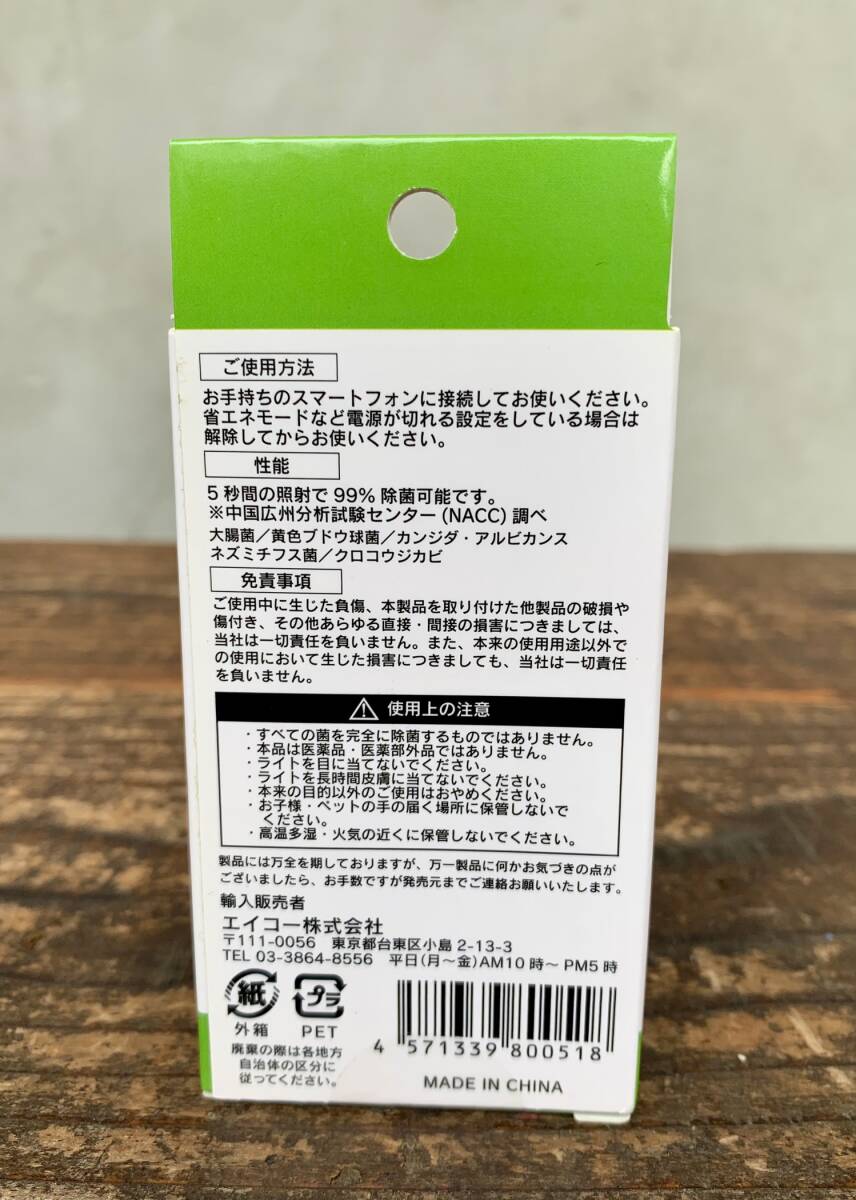 ご使用方法
お手持ちのスマートフォンに接続してお使いください。
省エネモードなど電源が切れる設定をしている場合は
解除してからお使いください。
性能
5秒間の照射で99%除菌可能です。
※中国広州分析試験センター(NACC)調べ
大腸菌／黄色ブドウ球菌／カンジダ・アルビカンス
ネズミチフス菌／クロコウジカビ
免責事項
ご使用中に生じた負傷、本製品を取り付けた他製品の破損や
傷付き、その他あらゆる直接・間接の損害につきましては、
当社は一切責任を負いません。また、本来の使用用途以外で
の使用において生じた損害につきましても、当社は一切責任
を負いません。
使用上の注意
・すべての菌を完全に除菌するものではありません。
・本品は医薬品・医薬部外品ではありません。
・ライトを目に当てないでください。
・ライトを長時間皮膚に当てないでください。
・本来の目的以外のご使用はおやめください。
・お子様・ペットの手の届く場所に保管しないで
ください。
・高温多湿・火気の近くに保管しないでください。
製品には万全を期しておりますが、万一製品に何かお気づきの点が
ございましたら、お手数ですが発売元までご連絡お願いいたします。
輸入販売者
エイコー株式会社
〒111-0056 東京都台東区小島2-13-3
TEL 03-3864-8556 平日(月〜金)AM10時〜PM5時
紙
プラ
外箱
PET
廃棄の際は各地方
自治体の区分に
従ってください。
4 571339 800518
MADE IN CHINA